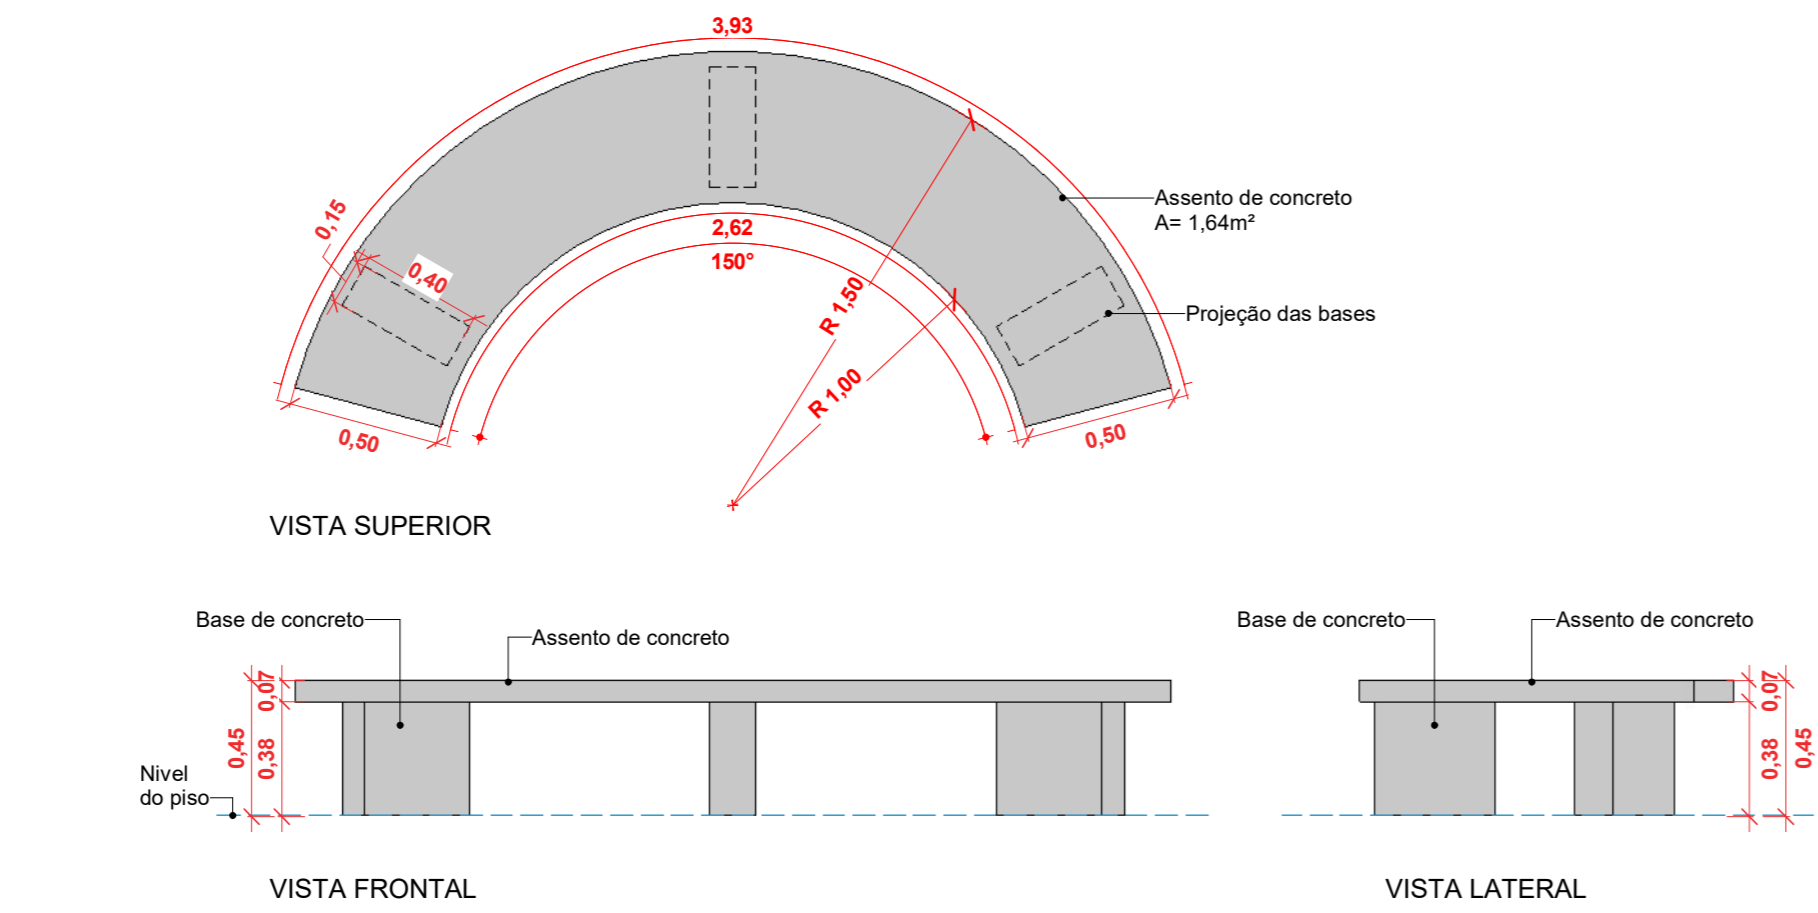 3,93
0,15
0,40
Assento de concreto
A= 1,64m²
2,62
150°
R 1,50
R 1,00
Projeção das bases
0,50
0,50
VISTA SUPERIOR
Base de concreto
Assento de concreto
0,07
0,45
0,38
Nivel
do piso
VISTA FRONTAL
Base de concreto
Assento de concreto
0,07
0,38
0,45
VISTA LATERAL